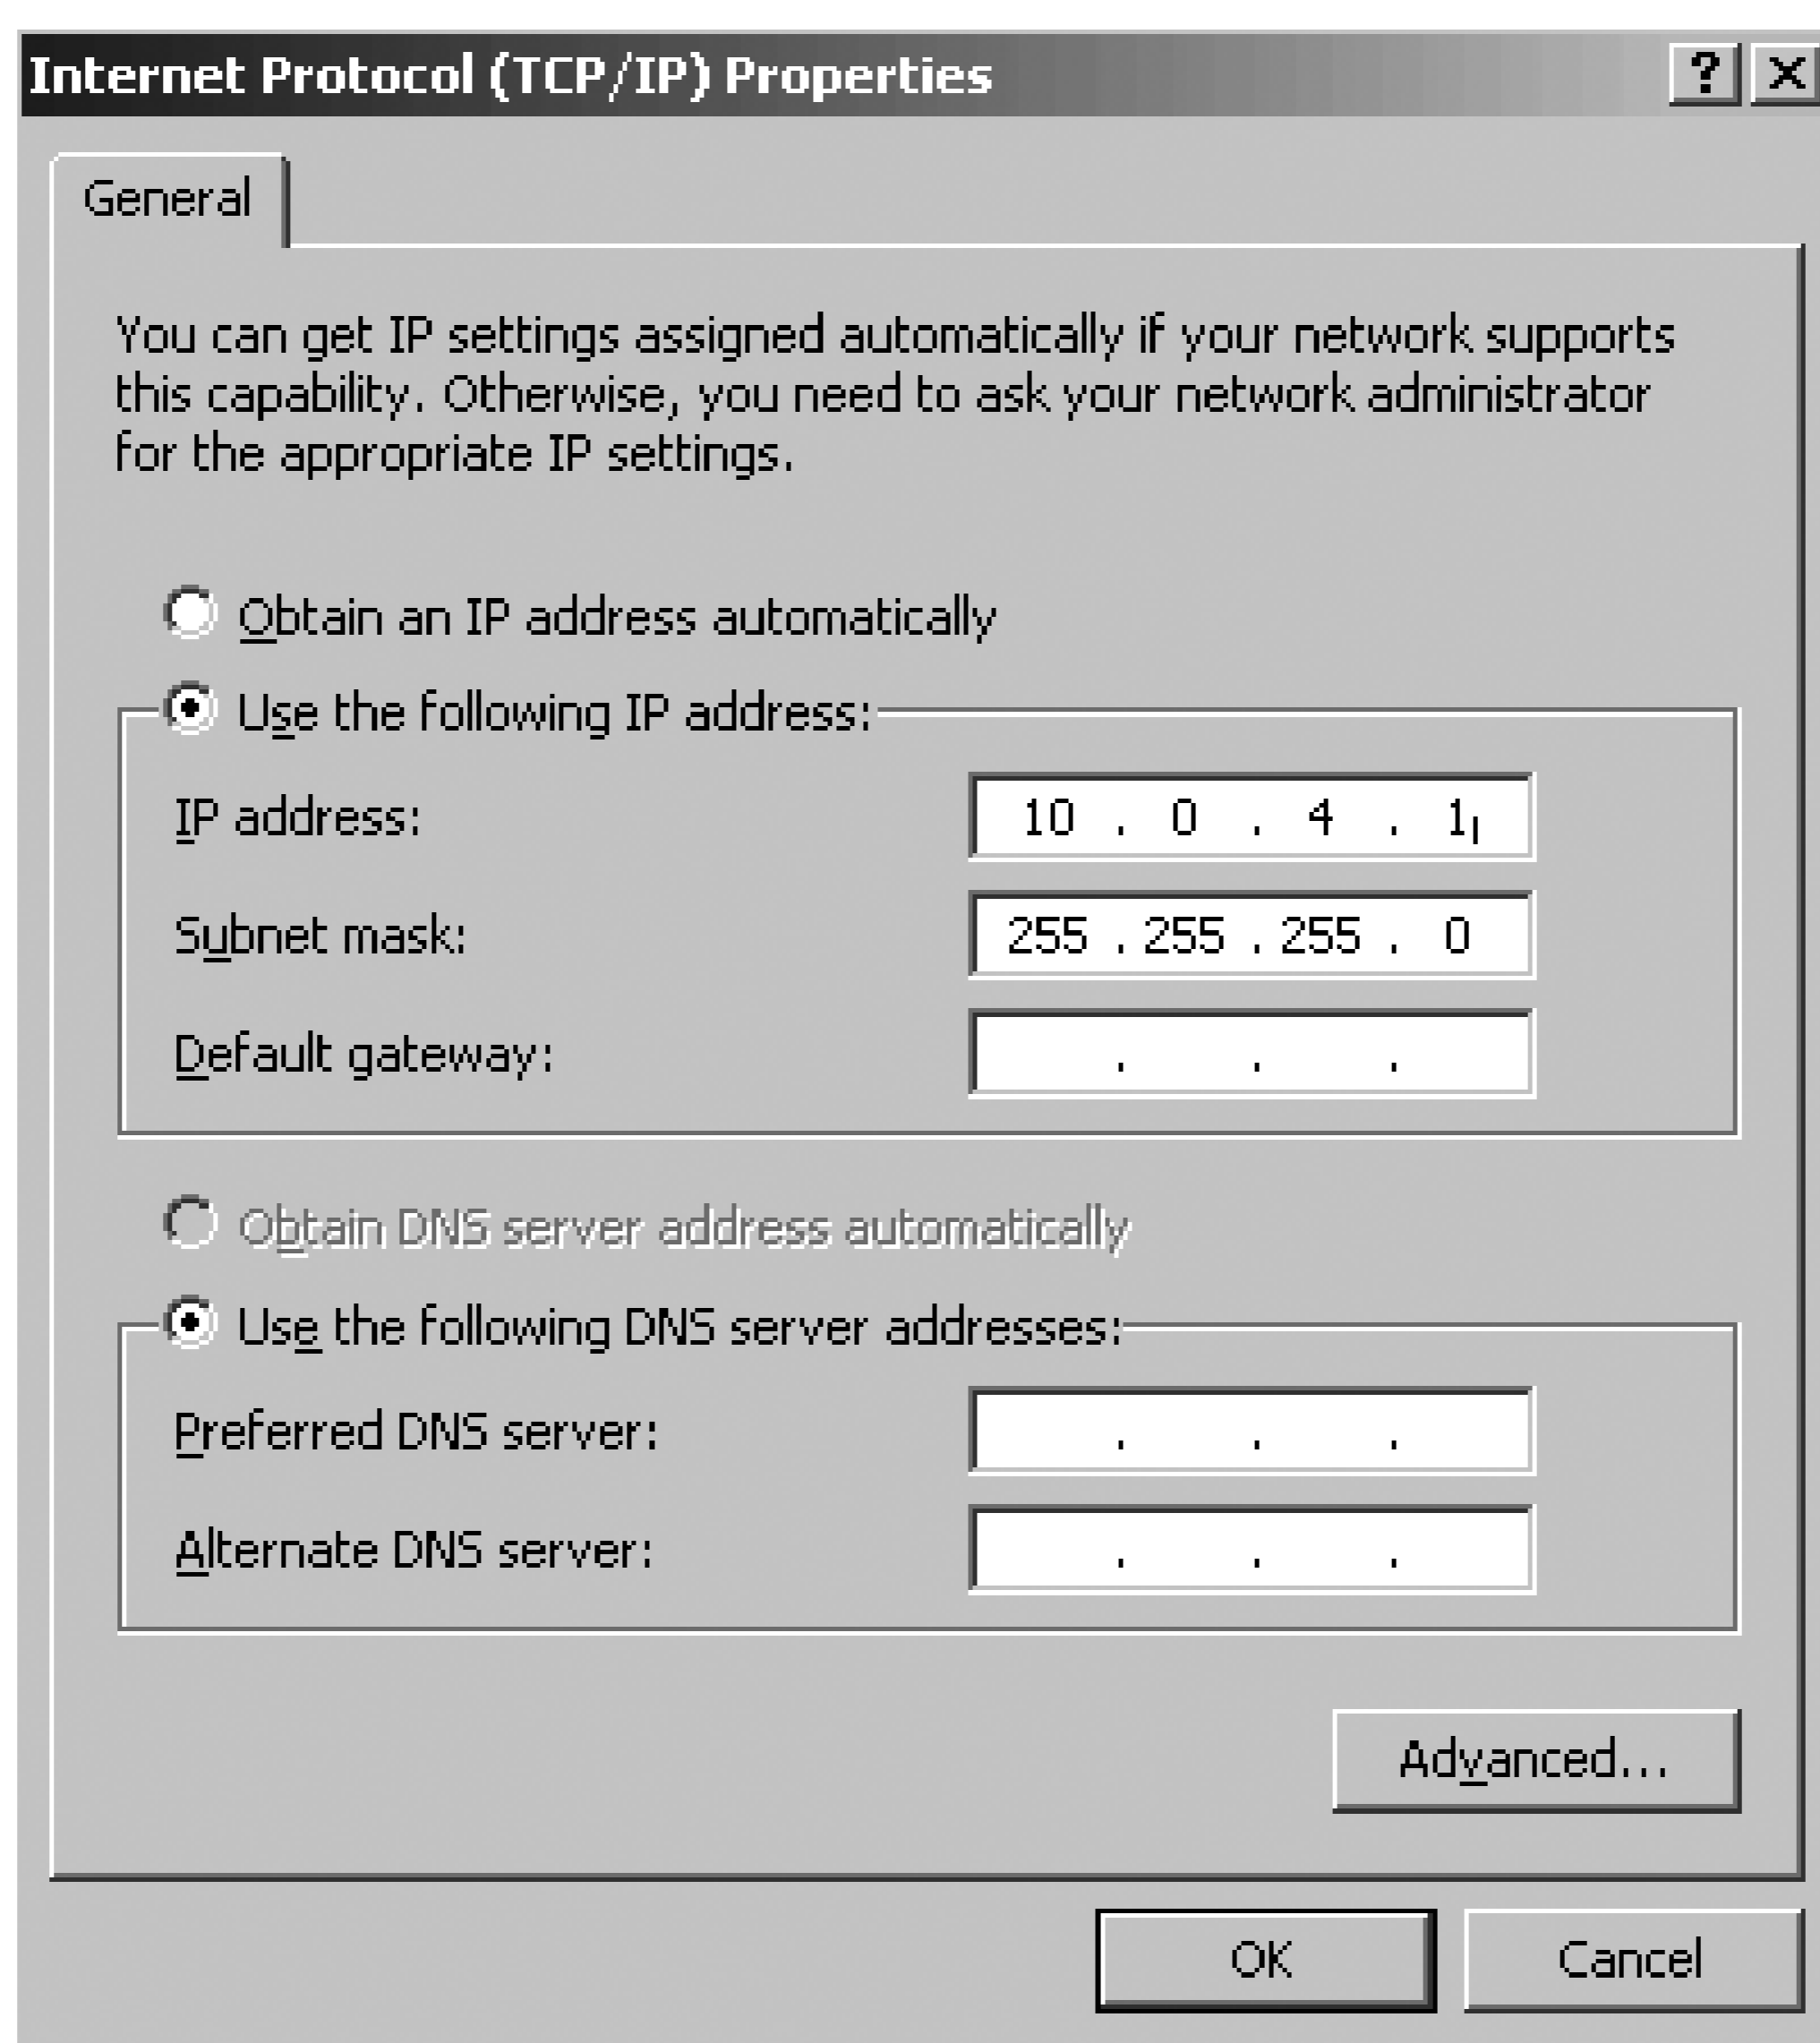 Internet Protocol (TCP/IP) Properties ? X
General
You can get IP settings assigned automatically if your network supports
this capability. Otherwise, you need to ask your network administrator
for the appropriate IP settings.
Obtain an IP address automatically
Use the following IP address:
IP address: 10 . 0 . 4 . 1
Subnet mask: 255 . 255 . 255 . 0
Default gateway: . . .
Obtain DNS server address automatically
Use the following DNS server addresses:
Preferred DNS server: . . .
Alternate DNS server: . . .
Advanced...
OK Cancel